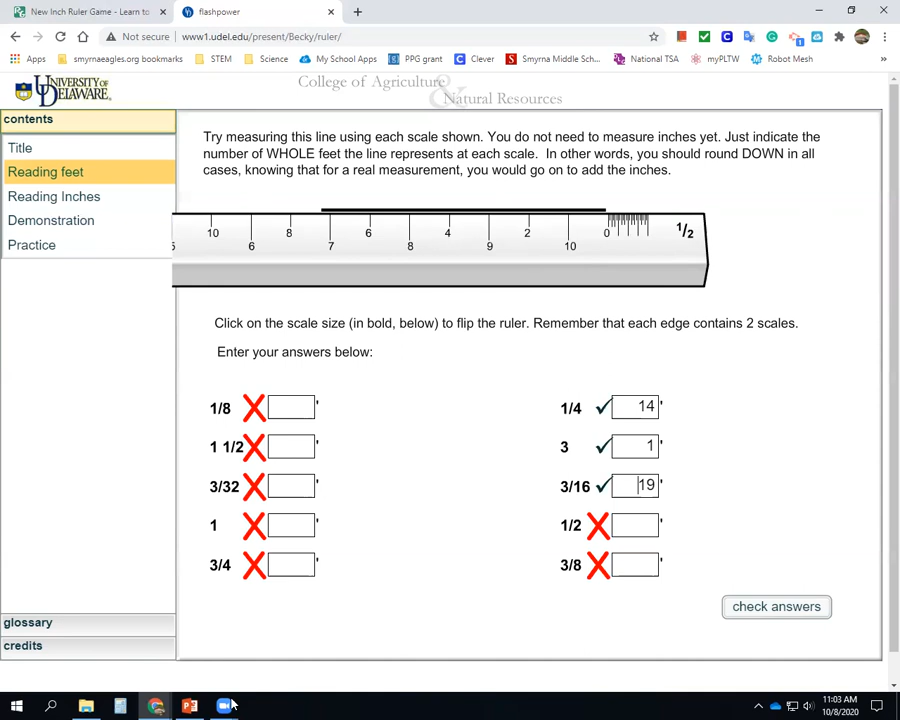 New Inch Ruler Game - Learn to
flashpower
Not secure
www1.udel.edu/present/Becky/ruler/
Apps
smyrnaeagles.org bookmarks
STEM
Science
My School Apps
PPG grant
Clever
Smyrna Middle Sch...
National TSA
myPLTW
Robot Mesh
UNIVERSITY OF DELAWARE
College of Agriculture
& Natural Resources
contents
Title
Reading feet
Reading Inches
Demonstration
Practice
glossary
credits
Try measuring this line using each scale shown. You do not need to measure inches yet. Just indicate the
number of WHOLE feet the line represents at each scale. In other words, you should round DOWN in all
cases, knowing that for a real measurement, you would go on to add the inches.
10 8 6 4 2 0 1/2
5 6 7 8 9 10
Click on the scale size (in bold, below) to flip the ruler. Remember that each edge contains 2 scales.
Enter your answers below:
1/8 ' 1/4 14 '
1 1/2 ' 3 1 '
3/32 ' 3/16 19 '
1 ' 1/2 '
3/4 ' 3/8 '
check answers
11:03 AM
10/8/2020